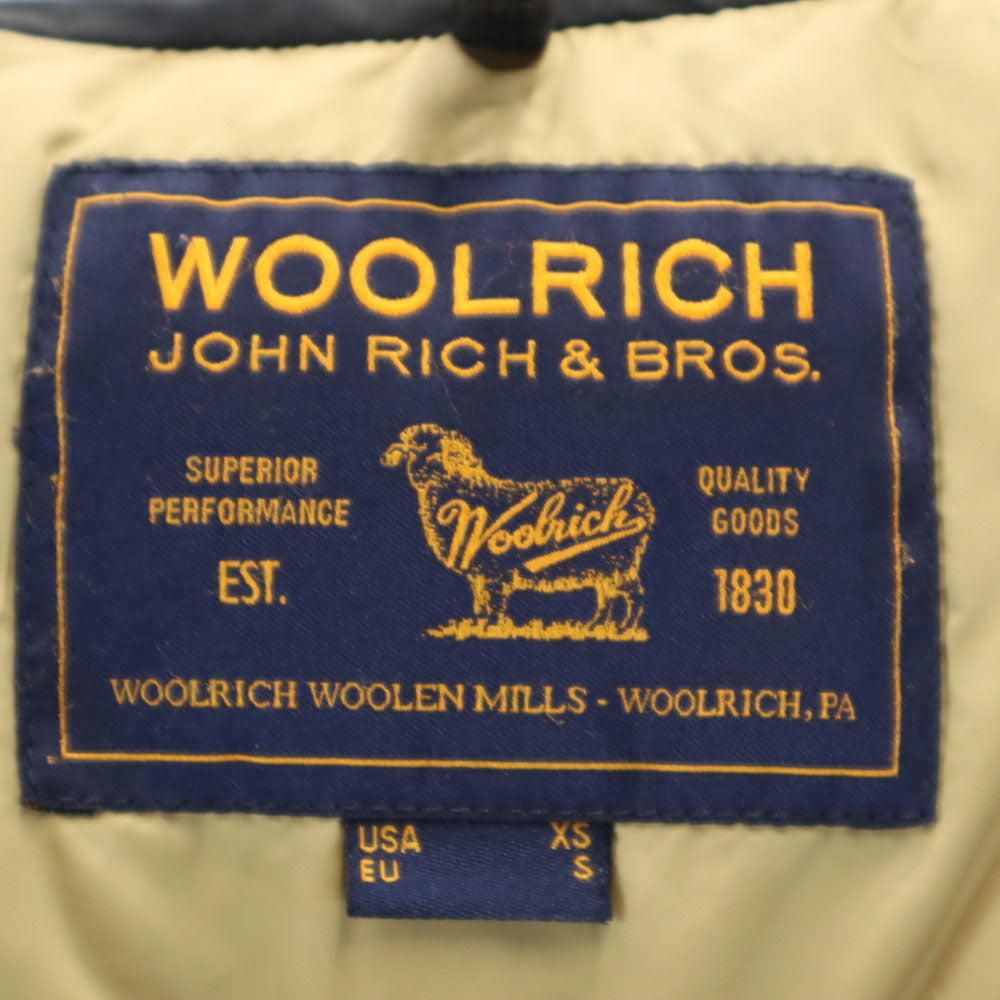 WOOLRICH
JOHN RICH & BROS.
SUPERIOR
PERFORMANCE
EST.
Woolrich
QUALITY
GOODS
1830
WOOLRICH WOOLEN MILLS - WOOLRICH, PA
USA XS
EU S